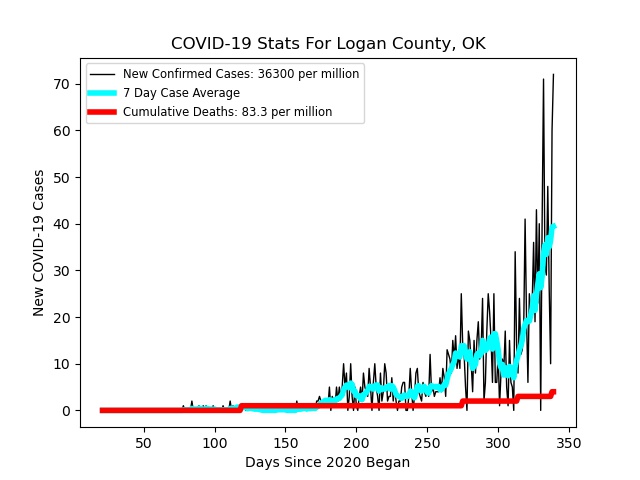 COVID-19 Stats For Logan County, OK
New Confirmed Cases: 36300 per million
7 Day Case Average
Cumulative Deaths: 83.3 per million
New COVID-19 Cases
70
60
50
40
30
20
10
0
50 100 150 200 250 300 350
Days Since 2020 Began